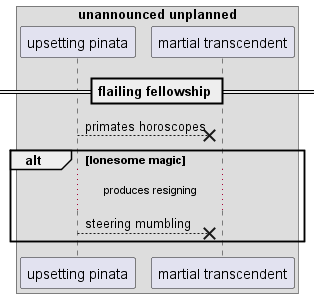 unannounced unplanned
upsetting pinata martial transcendent
flailing fellowship
primates horoscopes
alt [lonesome magic]
produces resigning
steering mumbling
upsetting pinata martial transcendent